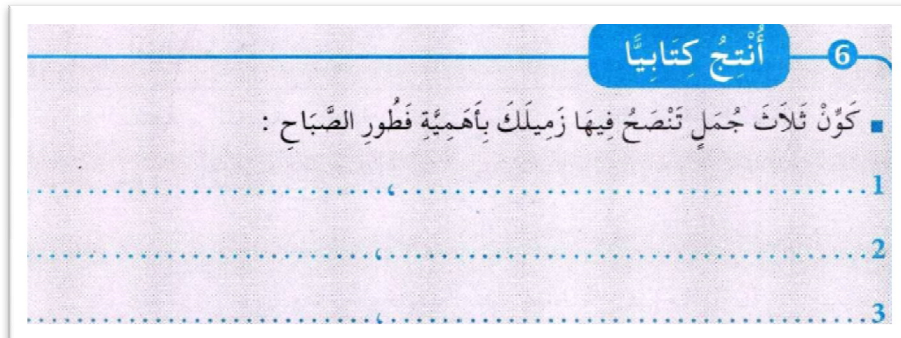 6 أَنْتِجُ كِتَابِيًّا
▪ كَوِّنْ ثَلَاثَ جُمَلٍ تَنْصَحُ فِيهَا زَمِيلَكَ بِأَهَمِيَّةِ فَطُورِ الصَّبَاحِ :
1.................................،.................................
2.................................،.................................
3.................................،.................................